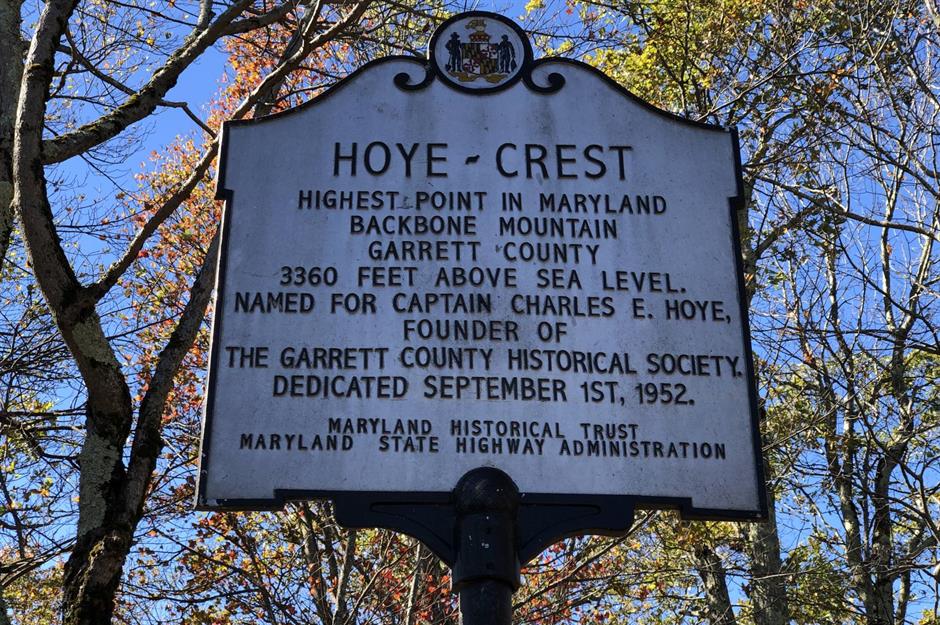 HOYE - CREST
HIGHEST POINT IN MARYLAND
BACKBONE MOUNTAIN
GARRETT COUNTY
3360 FEET ABOVE SEA LEVEL.
NAMED FOR CAPTAIN CHARLES E. HOYE,
FOUNDER OF
THE GARRETT COUNTY HISTORICAL SOCIETY.
DEDICATED SEPTEMBER 1ST, 1952.
MARYLAND HISTORICAL TRUST
MARYLAND STATE HIGHWAY ADMINISTRATION